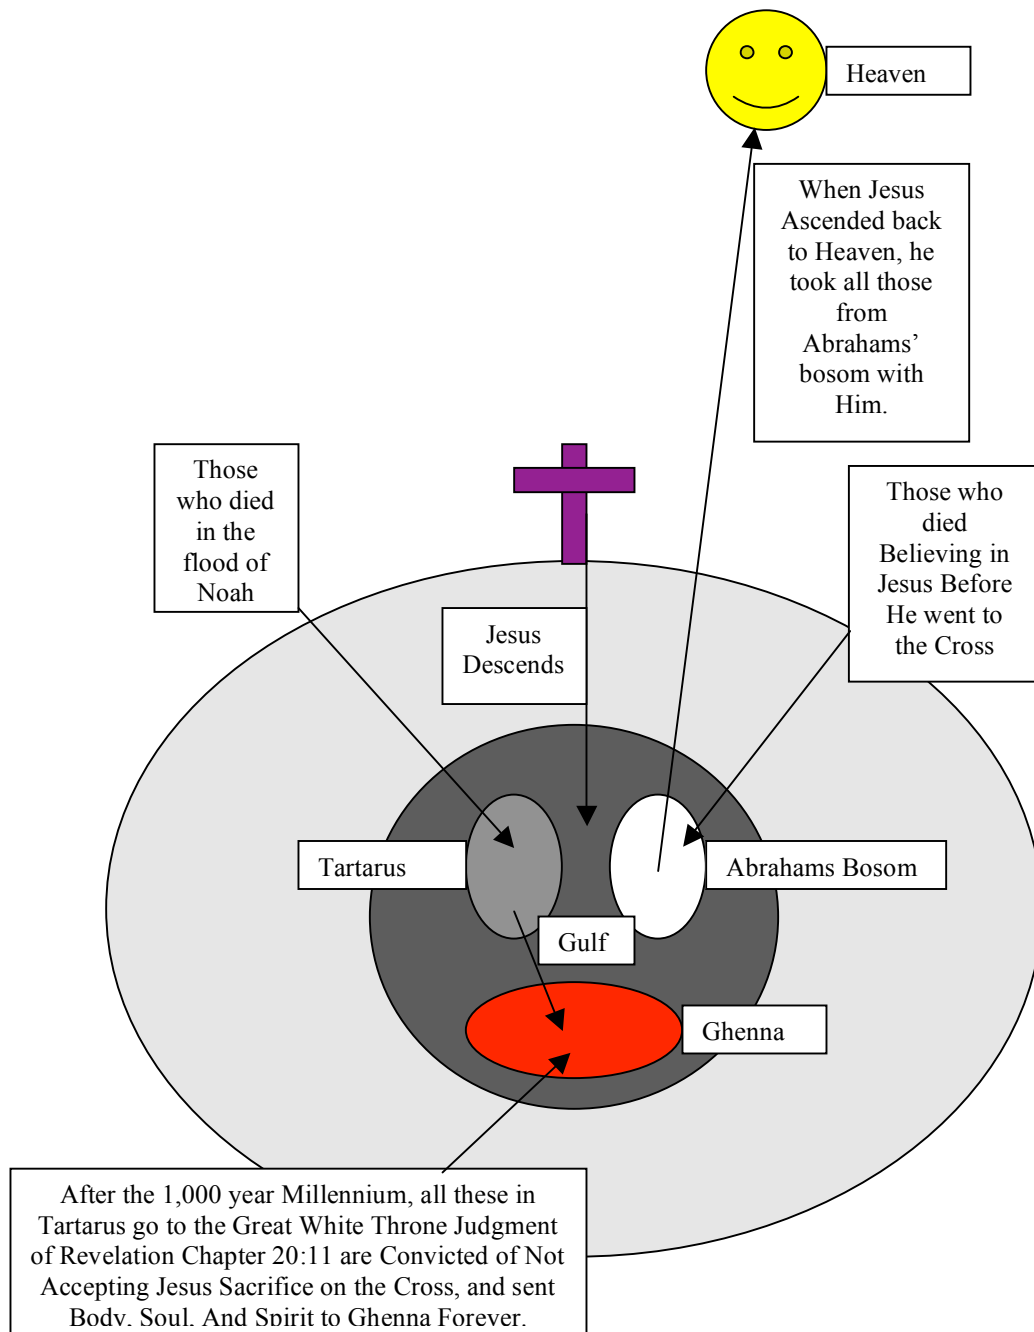 Heaven
When Jesus
Ascended back
to Heaven, he
took all those
from
Abrahams’
bosom with
Him.
Those
who died
in the
flood of
Noah
Those who
died
Believing in
Jesus Before
He went to
the Cross
Jesus
Descends
Tartarus
Abrahams Bosom
Gulf
Ghenna
After the 1,000 year Millennium, all these in
Tartarus go to the Great White Throne Judgment
of Revelation Chapter 20:11 are Convicted of Not
Accepting Jesus Sacrifice on the Cross, and sent
Body, Soul, And Spirit to Ghenna Forever.